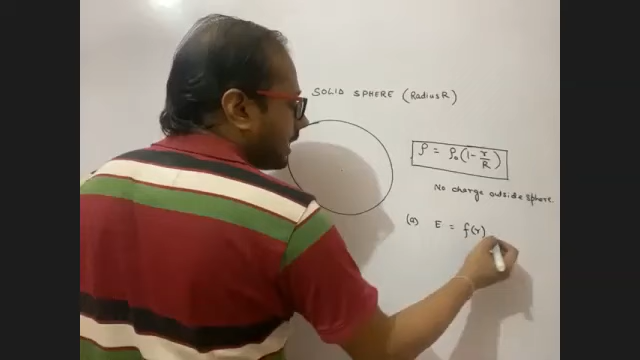 SOLID SPHERE (Radius R)
ρ = ρ₀ (1 - r/R)
No charge outside sphere.
(a) E = f(r)